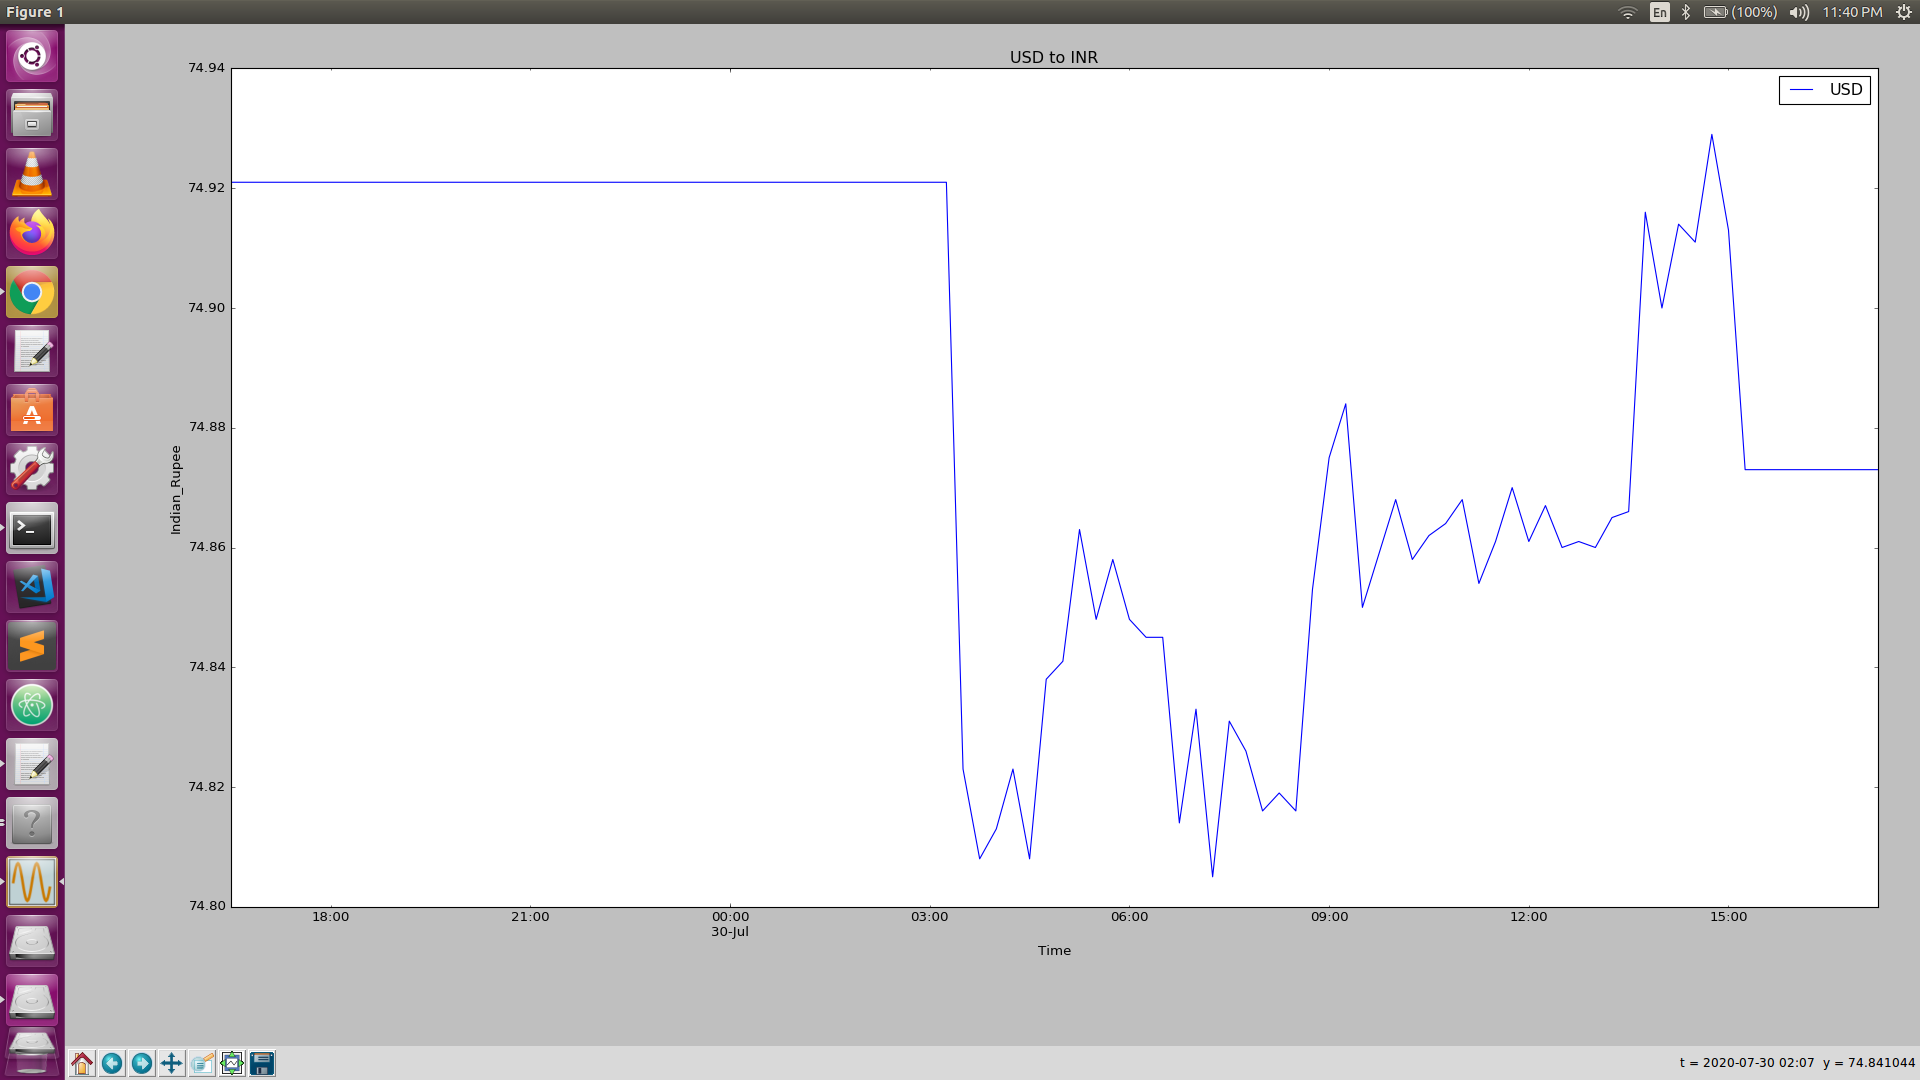 Figure 1
En
(100%)
11:40 PM
USD to INR
USD
74.94
74.92
74.90
74.88
74.86
74.84
74.82
74.80
Indian_Rupee
18:00 21:00 00:00 03:00 06:00 09:00 12:00 15:00
30-Jul
Time
t = 2020-07-30 02:07 y = 74.841044